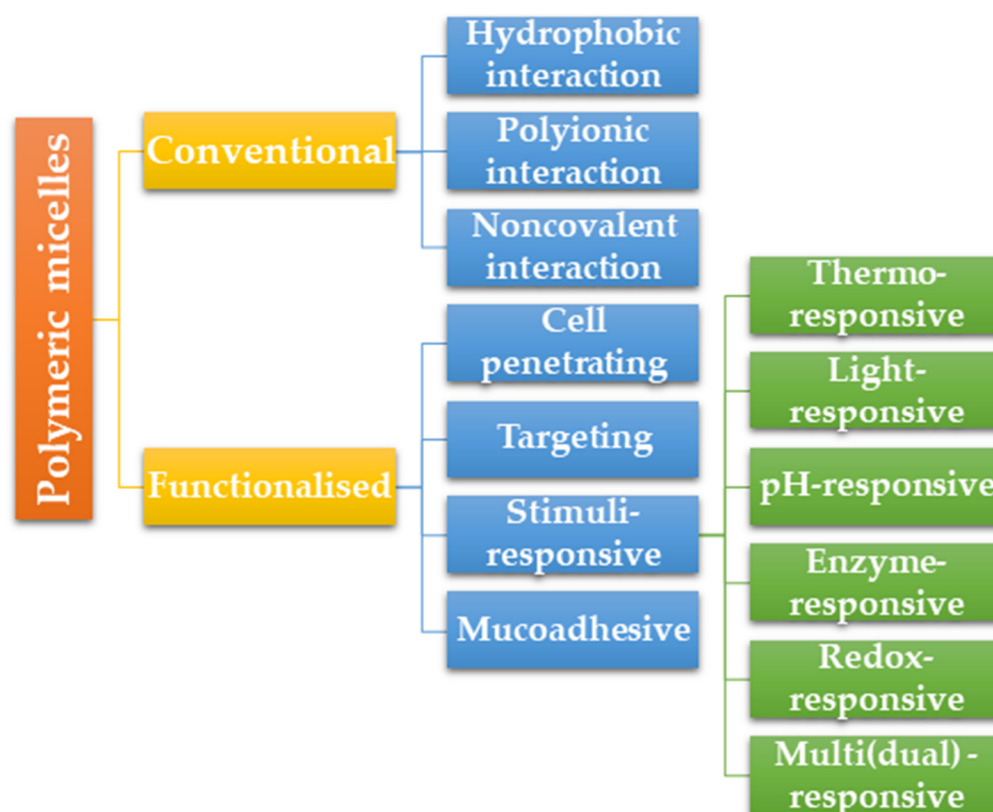 Polymeric micelles
Conventional
Functionalised
Hydrophobic
interaction
Polyionic
interaction
Noncovalent
interaction
Cell
penetrating
Targeting
Stimuli-
responsive
Mucoadhesive
Thermo-
responsive
Light-
responsive
pH-responsive
Enzyme-
responsive
Redox-
responsive
Multi(dual) -
responsive